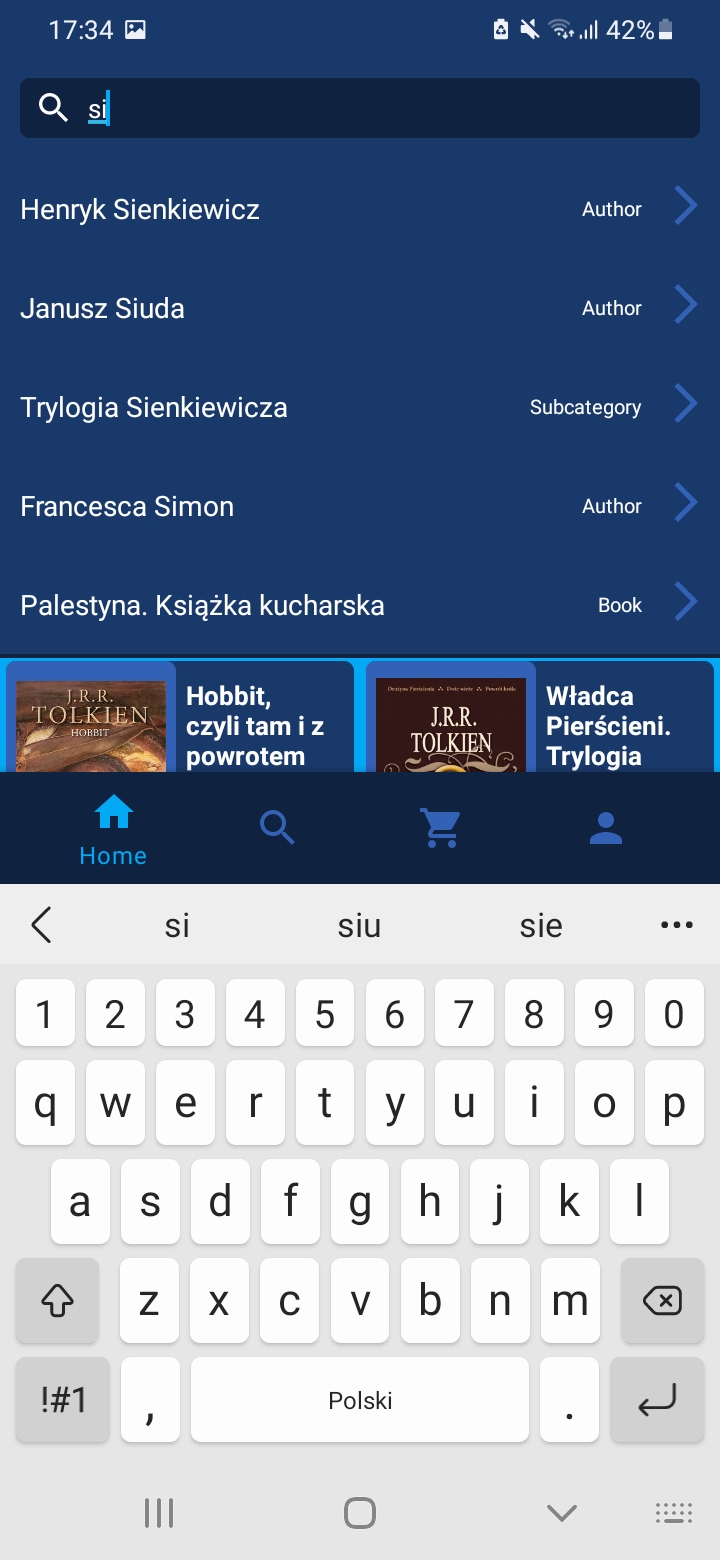 17:34 42%
si
Henryk Sienkiewicz Author
Janusz Siuda Author
Trylogia Sienkiewicza Subcategory
Francesca Simon Author
Palestyna. Książka kucharska Book
J.R.R.
TOLKIEN
HOBBIT
Hobbit,
czyli tam i z
powrotem
Drużyna Pierścienia Dwie wieże Powrót króla
J.R.R.
TOLKIEN
Władca
Pierścieni.
Trylogia
Home
si siu sie
1 2 3 4 5 6 7 8 9 0
q w e r t y u i o p
a s d f g h j k l
z x c v b n m
!#1 , Polski .